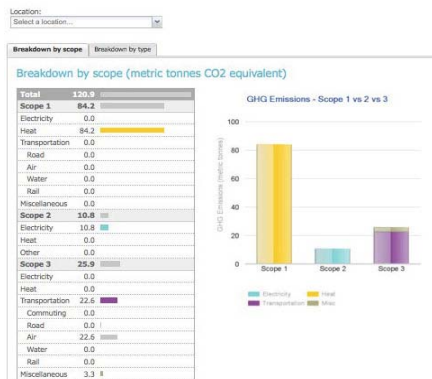 Location:
Select a location...
Breakdown by scope
Breakdown by type
Breakdown by scope (metric tonnes CO2 equivalent)
Total 120.9
Scope 1 84.2
Electricity 0.0
Heat 84.2
Transportation 0.0
Road 0.0
Air 0.0
Water 0.0
Rail 0.0
Miscellaneous 0.0
Scope 2 10.8
Electricity 10.8
Heat 0.0
Other 0.0
Scope 3 25.9
Electricity 0.0
Heat 0.0
Transportation 22.6
Commuting 0.0
Road 0.0
Air 22.6
Water 0.0
Rail 0.0
Miscellaneous 3.3
GHG Emissions - Scope 1 vs 2 vs 3
GHG Emissions (metric tonnes)
100
80
60
40
20
0
Scope 1 Scope 2 Scope 3
Electricity Heat
Transportation Misc